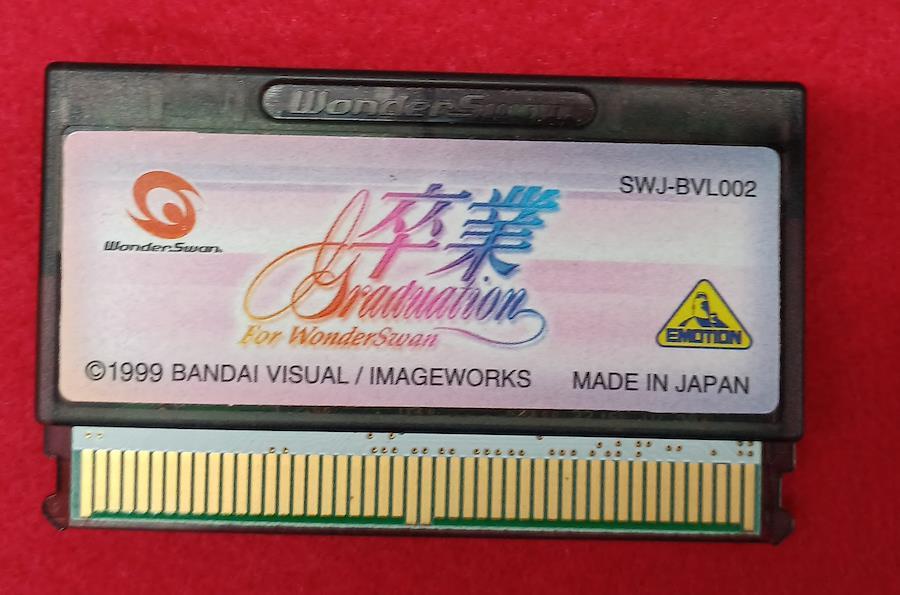 WonderSwan
SWJ-BVL002
WonderSwan
卒業
Graduation
For WonderSwan
EMOTION
©1999 BANDAI VISUAL / IMAGEWORKS
MADE IN JAPAN